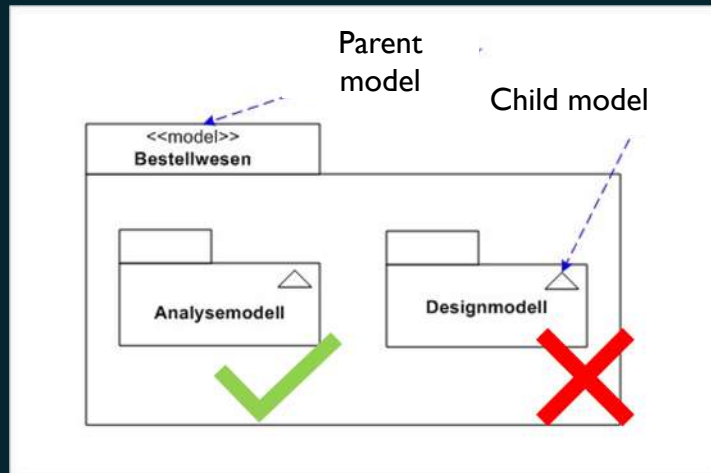 Parent
model
Child model
<<model>>
Bestellwesen
Analysemodell
Designmodell